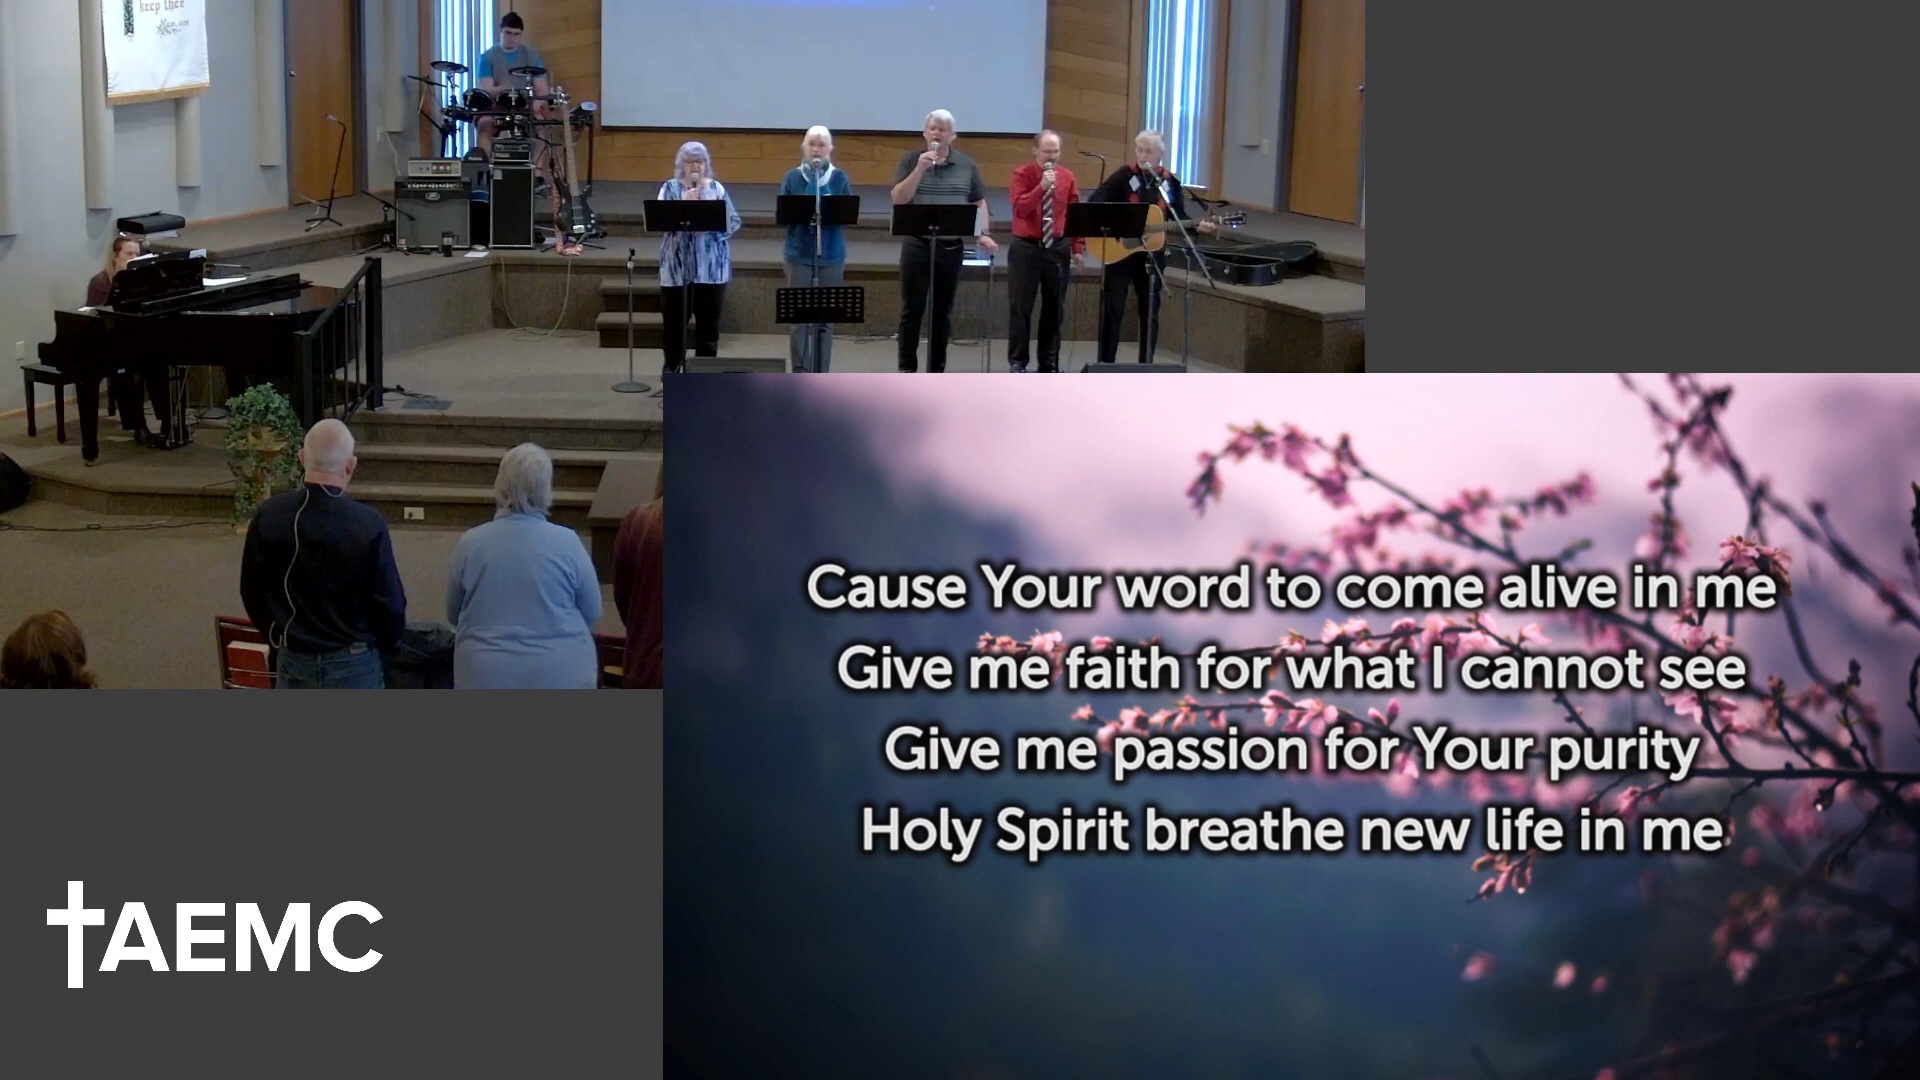 keep thee
Cause Your word to come alive in me
Give me faith for what I cannot see
Give me passion for Your purity
Holy Spirit breathe new life in me
AEMC